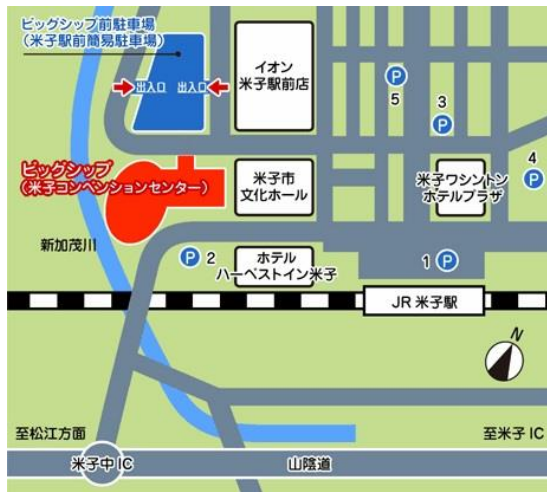 ビッグシップ前駐車場
(米子駅前簡易駐車場)
出入口
出入口
イオン
米子駅前店
P
5
3
P
4
P
ビッグシップ
(米子コンベンションセンター)
米子市
文化ホール
米子ワシントン
ホテルプラザ
新加茂川
P
2
ホテル
ハーベストイン米子
1
P
JR 米子駅
N
至松江方面
至米子 IC
米子中 IC
山陰道